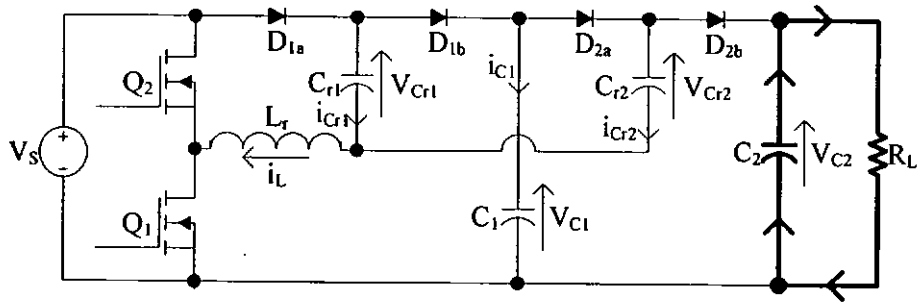 D1a
D1b
D2a
D2b
Q2
Cr1
VCr1
iC1
Cr2
VCr2
Lr
iCr1
iCr2
VS
+
-
iL
C2
VC2
RL
Q1
C1
VC1